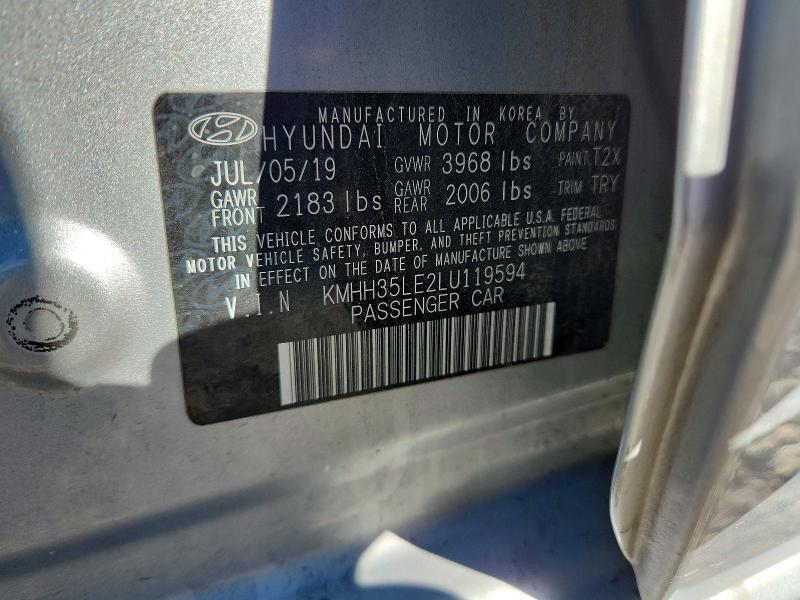 MANUFACTURED IN KOREA BY
HYUNDAI MOTOR COMPANY
JUL/05/19 GVWR 3968 lbs PAINT T2X
GAWR FRONT 2183 lbs GAWR REAR 2006 lbs TRIM TRY
THIS VEHICLE CONFORMS TO ALL APPLICABLE U.S.A. FEDERAL
MOTOR VEHICLE SAFETY, BUMPER, AND THEFT PREVENTION STANDARDS
IN EFFECT ON THE DATE OF MANUFACTURE SHOWN ABOVE
V.I.N KMHH35LE2LU119594
PASSENGER CAR